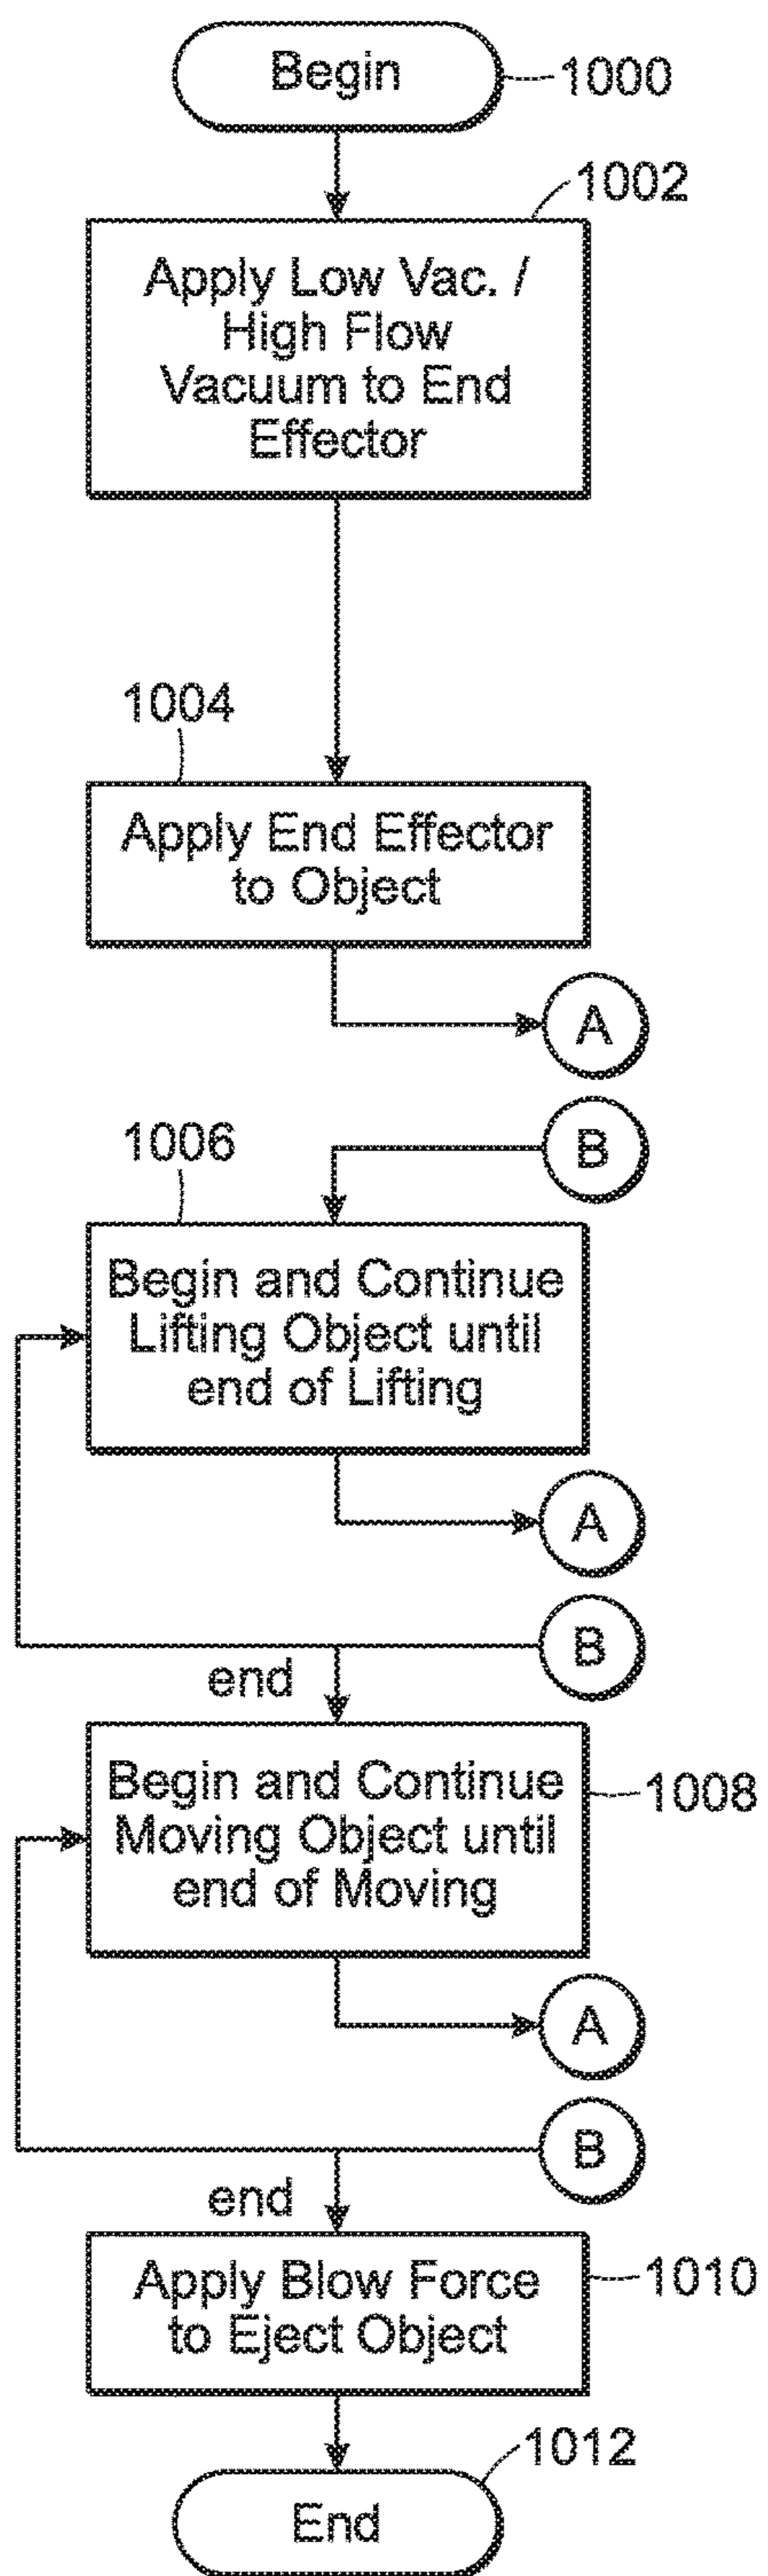 Begin
1000
1002
Apply Low Vac. /
High Flow
Vacuum to End
Effector
1004
Apply End Effector
to Object
A
B
1006
Begin and Continue
Lifting Object until
end of Lifting
A
B
end
Begin and Continue
Moving Object until
end of Moving
1008
A
B
end
Apply Blow Force
to Eject Object
1010
1012
End